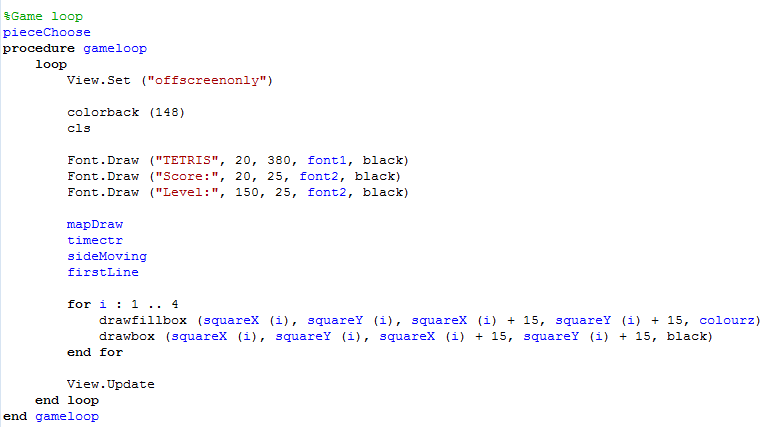 %Game loop
pieceChoose
procedure gameloop
    loop
        View.Set ("offscreenonly")

        colorback (148)
        cls

        Font.Draw ("TETRIS", 20, 380, font1, black)
        Font.Draw ("Score:", 20, 25, font2, black)
        Font.Draw ("Level:", 150, 25, font2, black)

        mapDraw
        timectr
        sideMoving
        firstLine

        for i : 1 .. 4
            drawfillbox (squareX (i), squareY (i), squareX (i) + 15, squareY (i) + 15, colourz)
            drawbox (squareX (i), squareY (i), squareX (i) + 15, squareY (i) + 15, black)
        end for

        View.Update
    end loop
end gameloop